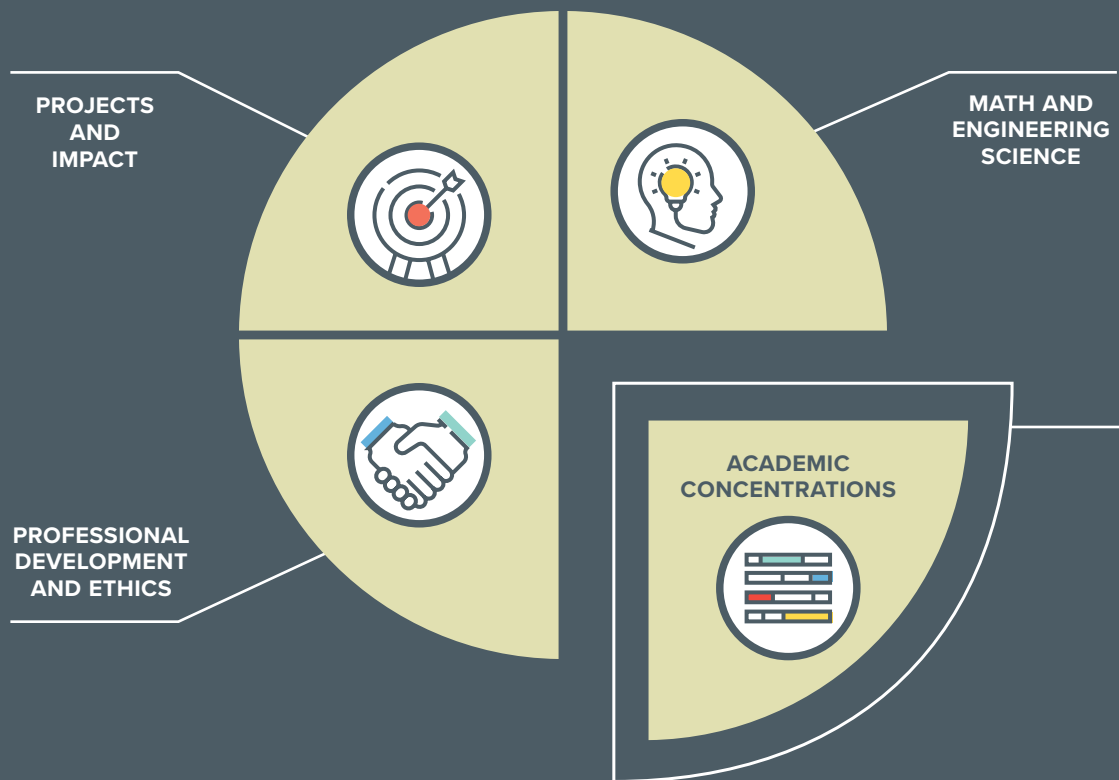 PROJECTS
AND
IMPACT
MATH AND
ENGINEERING
SCIENCE
ACADEMIC
CONCENTRATIONS
PROFESSIONAL
DEVELOPMENT
AND ETHICS